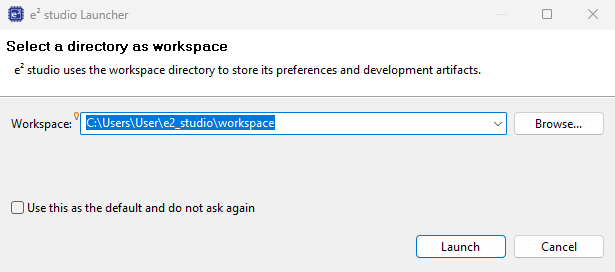 e² studio Launcher
Select a directory as workspace
e² studio uses the workspace directory to store its preferences and development artifacts.
Workspace: C:\Users\User\e2_studio\workspace Browse...
Use this as the default and do not ask again
Launch Cancel